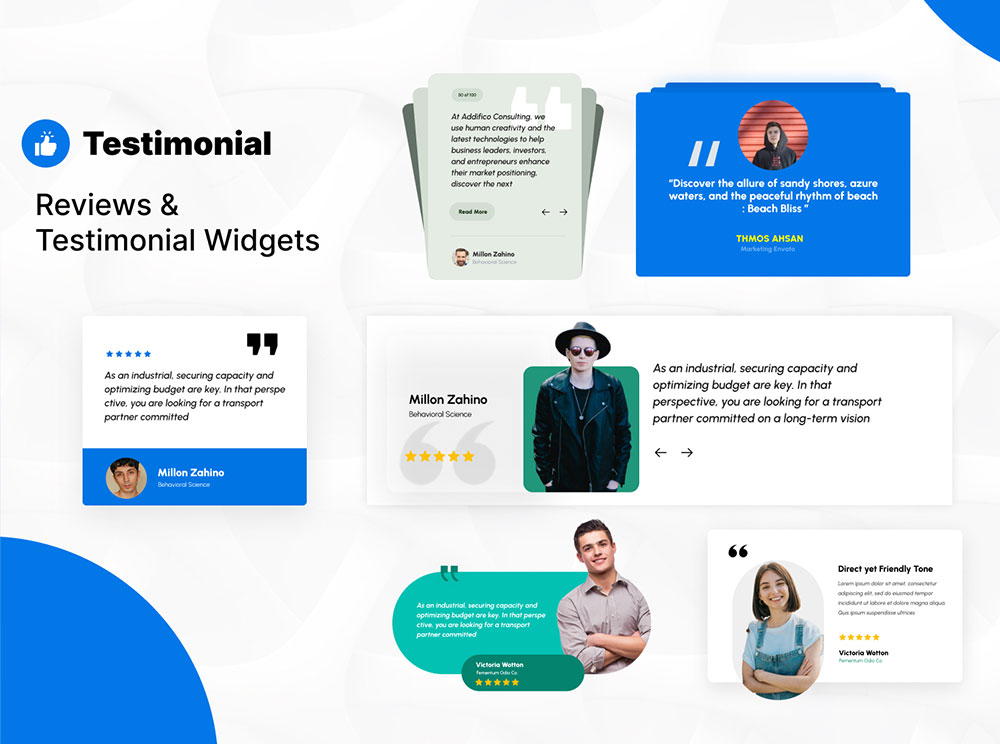 Testimonial
Reviews &
Testimonial Widgets
50 of 100
At Addifico Consulting, we
use human creativity and the
latest technologies to help
business leaders, investors,
and entrepreneurs enhance
their market positioning,
discover the next
Read More
Millon Zahino
Behavioral Science
“Discover the allure of sandy shores, azure
waters, and the peaceful rhythm of beach
: Beach Bliss ”
THMOS AHSAN
Marketing Envato
As an industrial, securing capacity and
optimizing budget are key. In that perspe
ctive, you are looking for a transport
partner committed
Millon Zahino
Behavioral Science
Millon Zahino
Behavioral Science
As an industrial, securing capacity and
optimizing budget are key. In that
perspective, you are looking for a transport
partner committed on a long-term vision
As an industrial, securing capacity and
optimizing budget are key. In that perspe
ctive, you are looking for a transport
partner committed
Victoria Wotton
Fementum Odio Co.
Direct yet Friendly Tone
Lorem ipsum dolor sit amet, consectetur
adipiscing elit, sed do eiusmod tempor
incididunt ut labore et dolore magna aliqua
Quis ipsum suspendisse ultrices
Victoria Wotton
Fementum Odio Co.